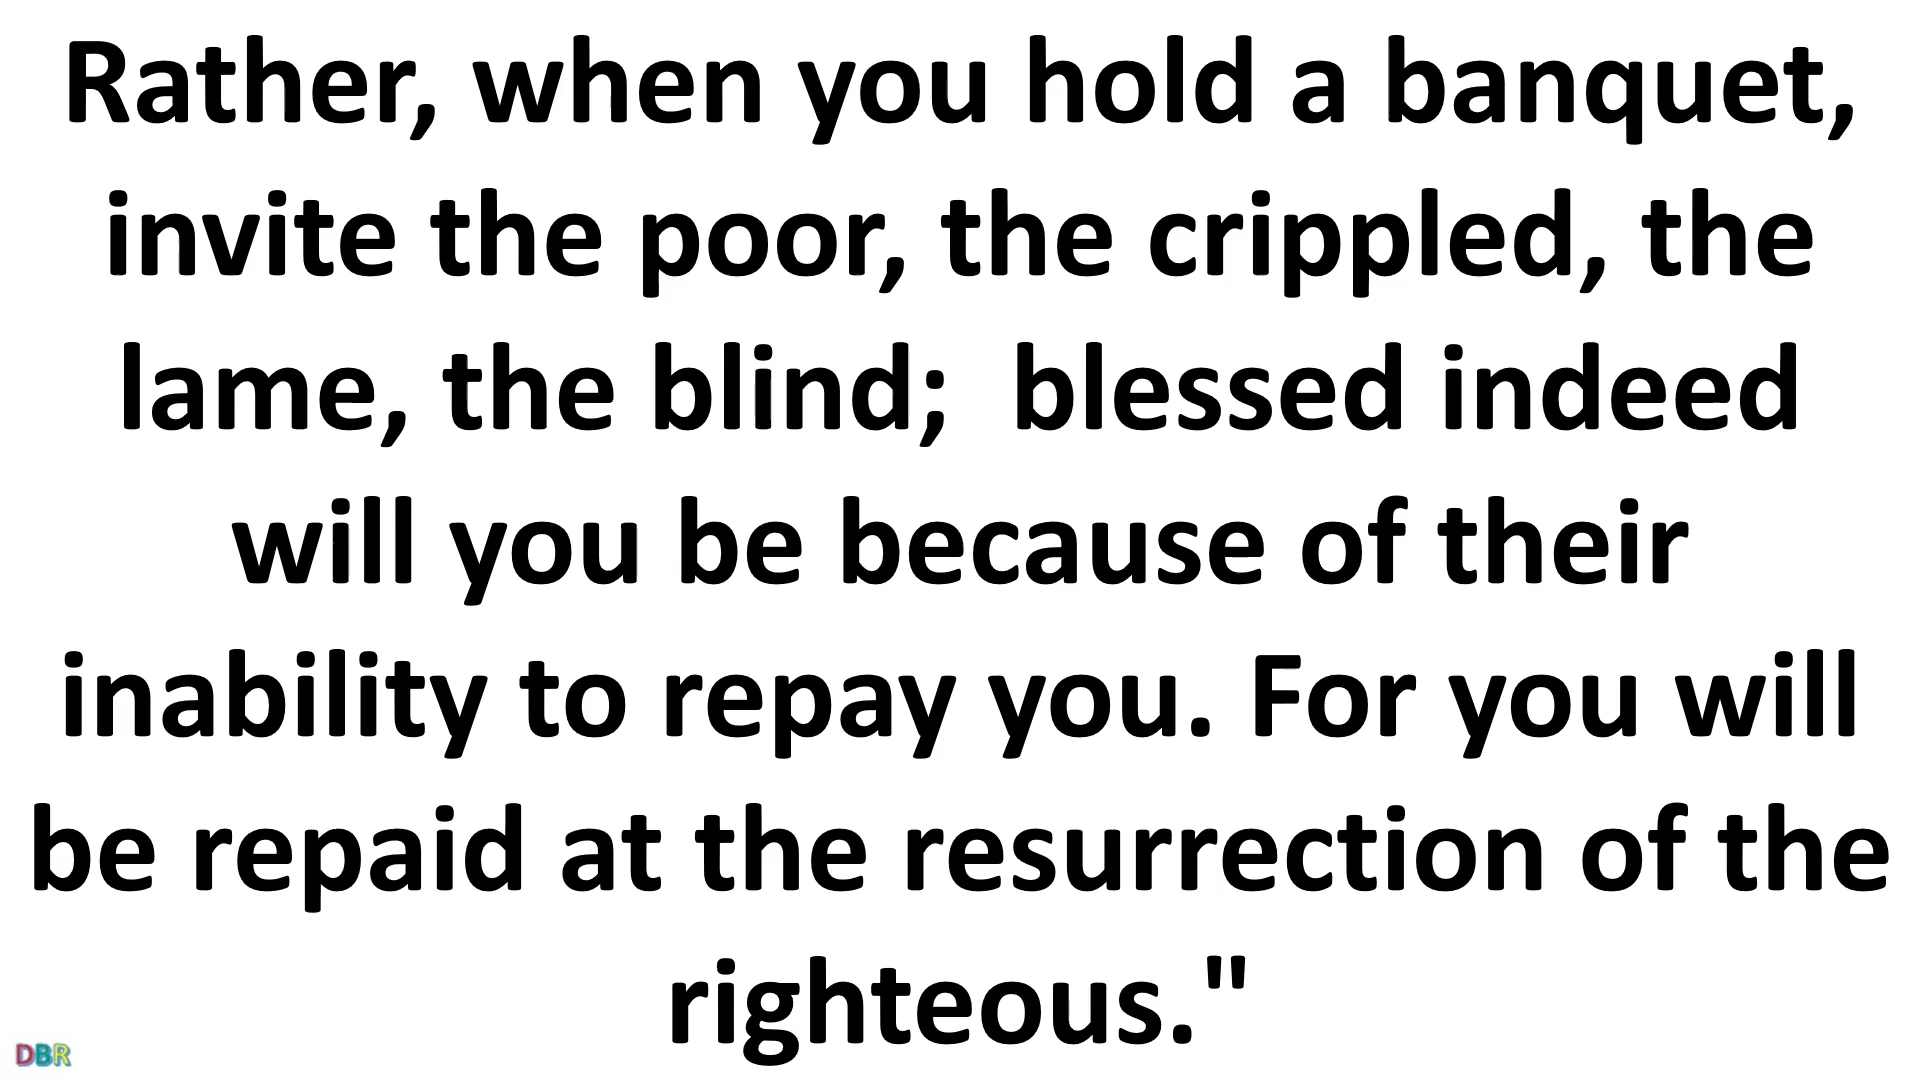 Rather, when you hold a banquet,
invite the poor, the crippled, the
lame, the blind;  blessed indeed
will you be because of their
inability to repay you. For you will
be repaid at the resurrection of the
righteous."
DBR